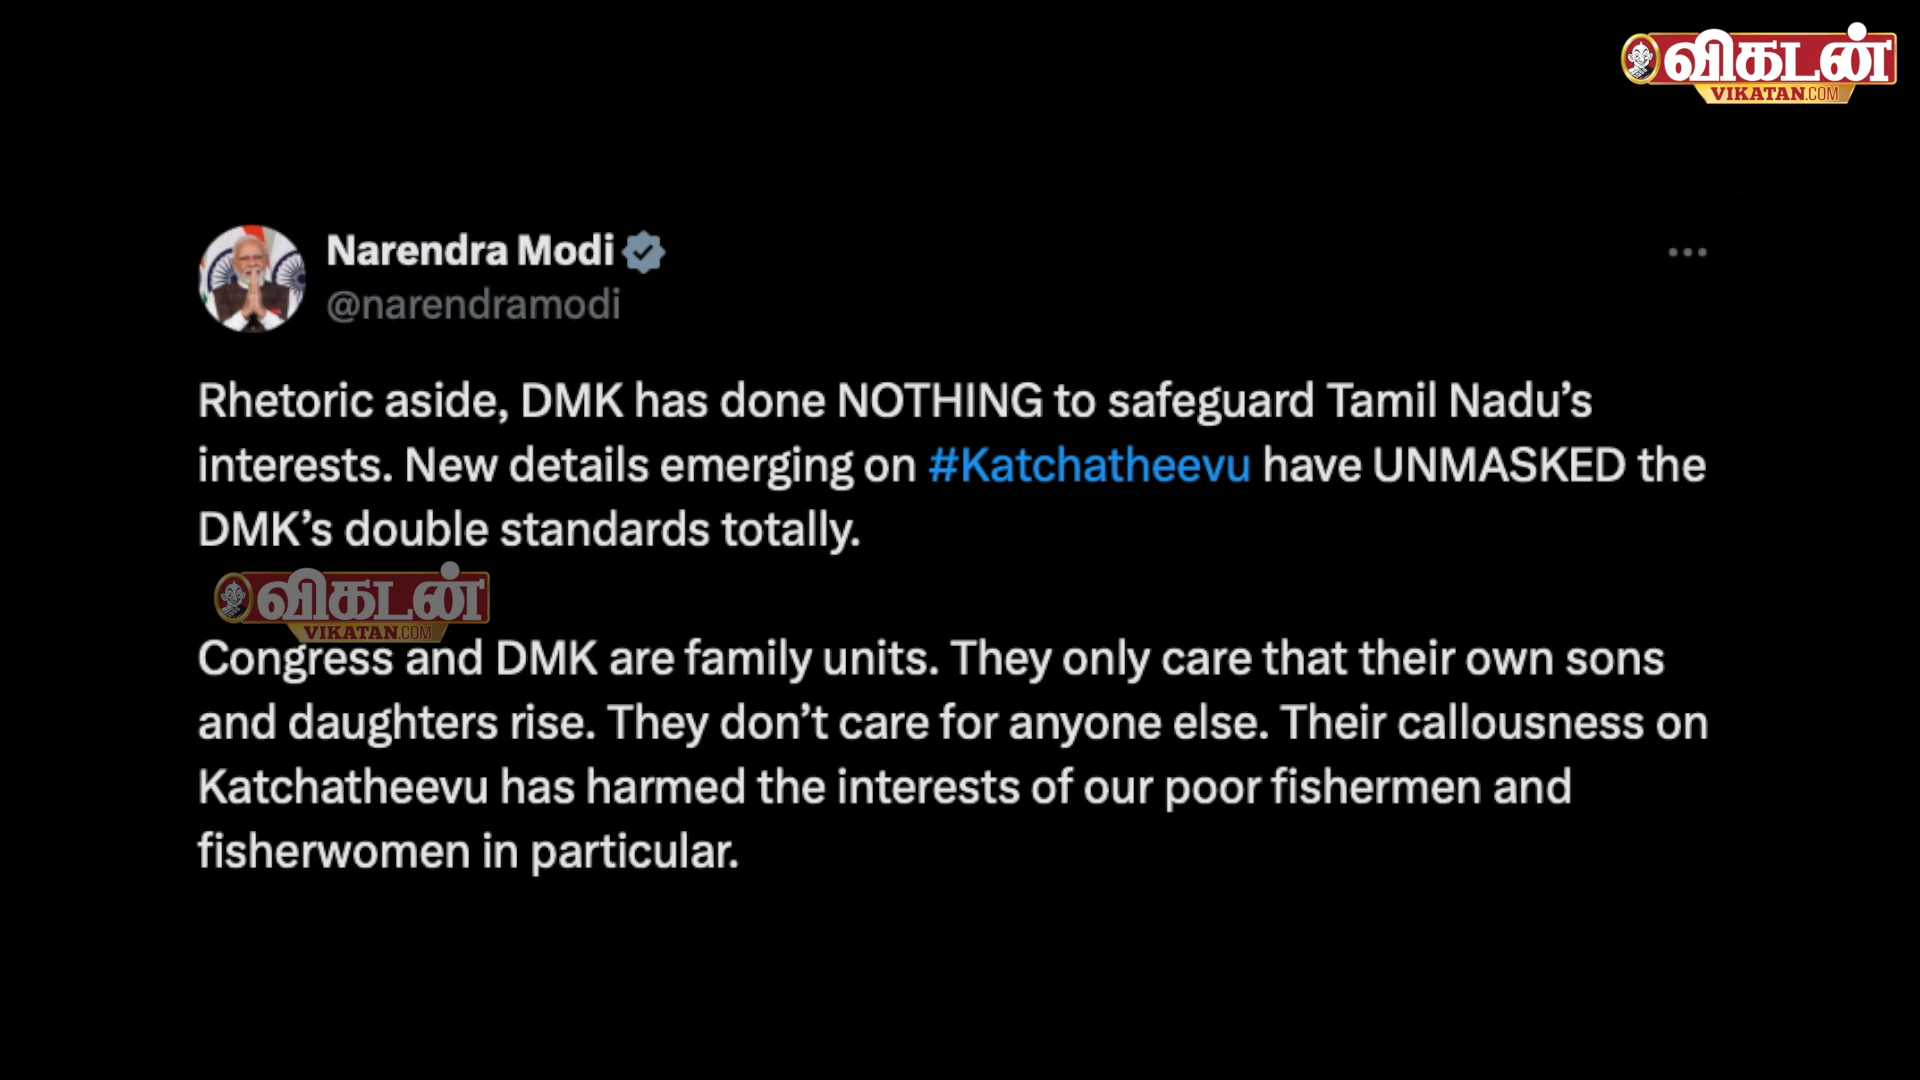 விகடன்
VIKATAN.COM
Narendra Modi
@narendramodi
Rhetoric aside, DMK has done NOTHING to safeguard Tamil Nadu’s
interests. New details emerging on #Katchatheevu have UNMASKED the
DMK’s double standards totally.
விகடன்
VIKATAN.COM
Congress and DMK are family units. They only care that their own sons
and daughters rise. They don’t care for anyone else. Their callousness on
Katchatheevu has harmed the interests of our poor fishermen and
fisherwomen in particular.